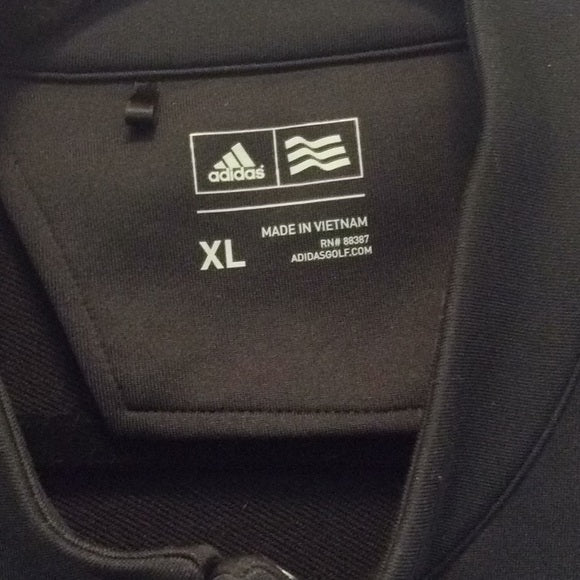 adidas
XL
MADE IN VIETNAM
RN# 88387
ADIDASGOLF.COM